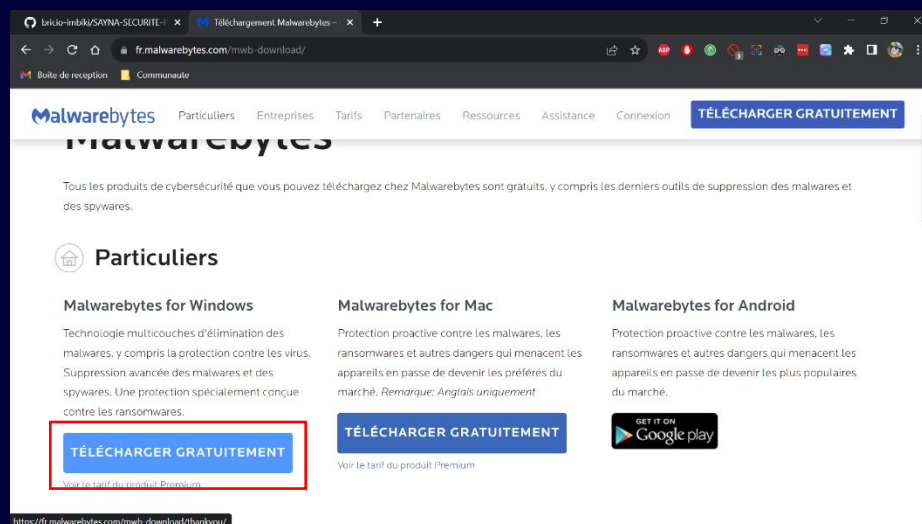 bricio-imbiki/SAYNA-SECURITE-
Téléchargement Malwarebytes –
fr.malwarebytes.com/mwb-download/
ABP
3
Boîte de reception
Communaute
Malwarebytes
Particuliers
Entreprises
Tarifs
Partenaires
Ressources
Assistance
Connexion
TÉLÉCHARGER GRATUITEMENT
Malwarebytes
Tous les produits de cybersécurité que vous pouvez téléchargez chez Malwarebytes sont gratuits, y compris les derniers outils de suppression des malwares et
des spywares.
Particuliers
Malwarebytes for Windows
Technologie multicouches d'élimination des
malwares, y compris la protection contre les virus.
Suppression avancée des malwares et des
spywares. Une protection spécialement conçue
contre les ransomwares.
TÉLÉCHARGER GRATUITEMENT
Voir le tarif du produit Premium
Malwarebytes for Mac
Protection proactive contre les malwares, les
ransomwares et autres dangers qui menacent les
appareils en passe de devenir les préférés du
marché. Remarque: Anglais uniquement
TÉLÉCHARGER GRATUITEMENT
Voir le tarif du produit Premium
Malwarebytes for Android
Protection proactive contre les malwares, les
ransomwares et autres dangers qui menacent les
appareils en passe de devenir les plus populaires
du marché.
GET IT ON
Google play
https://fr.malwarebytes.com/mwb-download/thankyou/